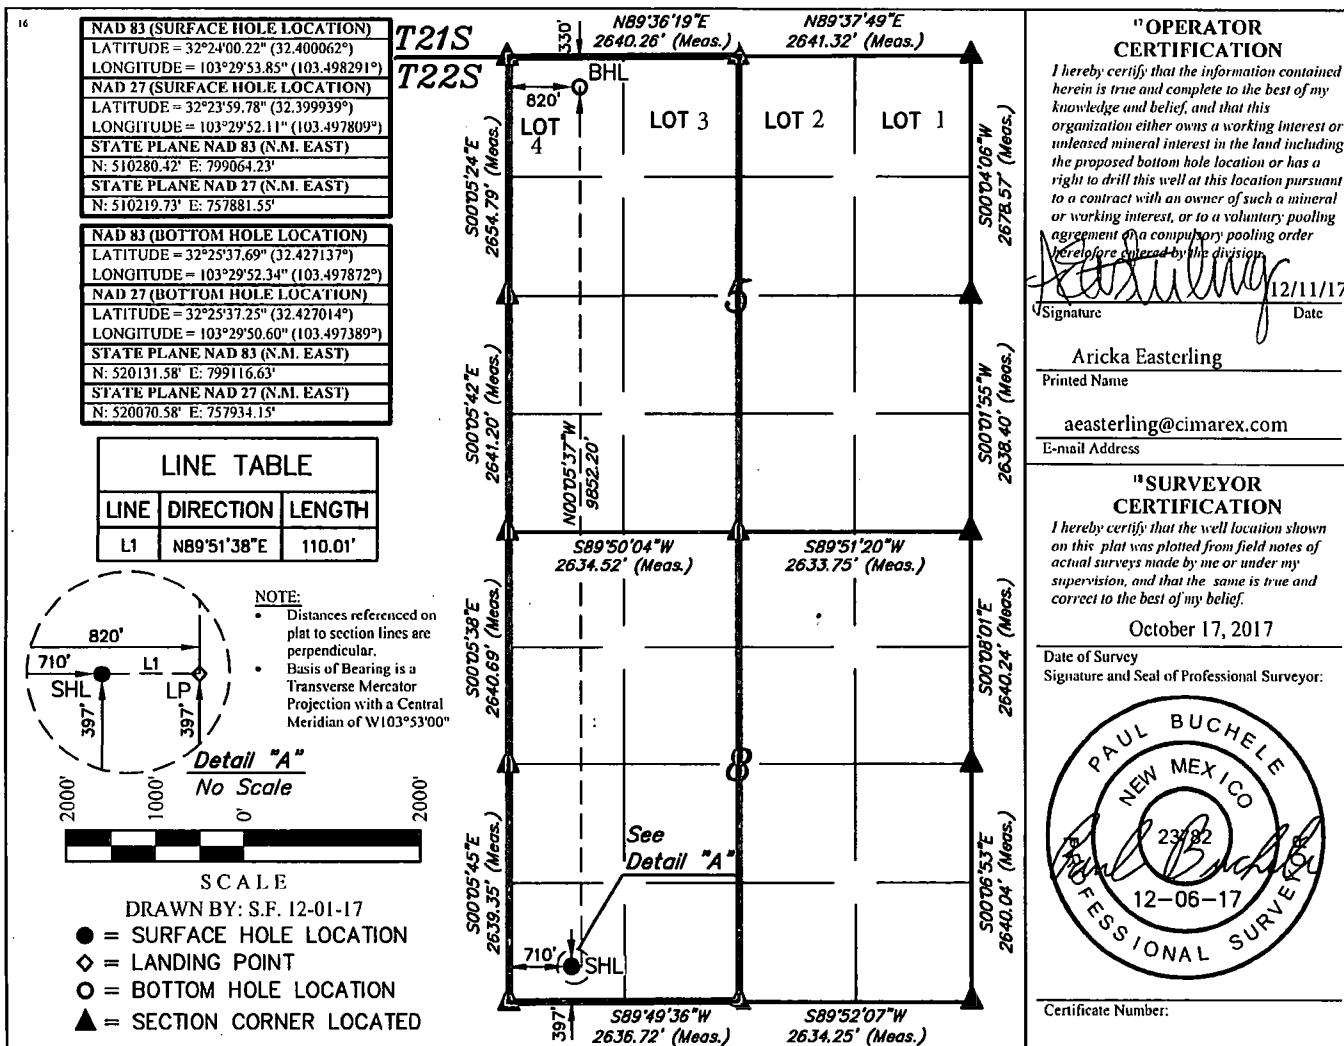 16
NAD 83 (SURFACE HOLE LOCATION)
LATITUDE = 32°24'00.22" (32.400062°)
LONGITUDE = 103°29'53.85" (103.498291°)
NAD 27 (SURFACE HOLE LOCATION)
LATITUDE = 32°23'59.78" (32.399939°)
LONGITUDE = 103°29'52.11" (103.497809°)
STATE PLANE NAD 83 (N.M. EAST)
N: 510280.42' E: 799064.23'
STATE PLANE NAD 27 (N.M. EAST)
N: 510219.73' E: 757881.55'
NAD 83 (BOTTOM HOLE LOCATION)
LATITUDE = 32°25'37.69" (32.427137°)
LONGITUDE = 103°29'52.34" (103.497872°)
NAD 27 (BOTTOM HOLE LOCATION)
LATITUDE = 32°25'37.25" (32.427014°)
LONGITUDE = 103°29'50.60" (103.497389°)
STATE PLANE NAD 83 (N.M. EAST)
N: 520131.58' E: 799116.63'
STATE PLANE NAD 27 (N.M. EAST)
N: 520070.58' E: 757934.15'
LINE TABLE
LINE DIRECTION LENGTH
L1 N89°51'38"E 110.01'
820'
710'
L1
SHL
LP
397'
397'
Detail "A"
No Scale
NOTE:
• Distances referenced on
plat to section lines are
perpendicular.
• Basis of Bearing is a
Transverse Mercator
Projection with a Central
Meridian of W103°53'00"
2000'
1000'
0'
2000'
SCALE
DRAWN BY: S.F. 12-01-17
= SURFACE HOLE LOCATION
= LANDING POINT
= BOTTOM HOLE LOCATION
= SECTION CORNER LOCATED
T21S
T22S
330'
N89°36'19"E
2640.26' (Meas.)
N89°37'49"E
2641.32' (Meas.)
BHL
820'
LOT
4
LOT 3
LOT 2
LOT 1
S00°05'24"E
2654.79' (Meas.)
S00°04'06"W
2678.57' (Meas.)
5
S00°05'42"E
2641.20' (Meas.)
N00°05'37"W
9852.20'
S00°01'55"W
2638.40' (Meas.)
S89°50'04"W
2634.52' (Meas.)
S89°51'20"W
2633.75' (Meas.)
S00°05'38"E
2640.69' (Meas.)
S00°08'01"E
2640.24' (Meas.)
8
See
Detail "A"
S00°05'45"E
2639.35' (Meas.)
S00°06'53"E
2640.04' (Meas.)
710'
SHL
397'
S89°49'36"W
2636.72' (Meas.)
S89°52'07"W
2634.25' (Meas.)
17 OPERATOR
CERTIFICATION
I hereby certify that the information contained
herein is true and complete to the best of my
knowledge and belief, and that this
organization either owns a working interest or
unleased mineral interest in the land including
the proposed bottom hole location or has a
right to drill this well at this location pursuant
to a contract with an owner of such a mineral
or working interest, or to a voluntary pooling
agreement or a compulsory pooling order
heretofore entered by the division.
12/11/17
Signature Date
Aricka Easterling
Printed Name
aeasterling@cimarex.com
E-mail Address
18 SURVEYOR
CERTIFICATION
I hereby certify that the well location shown
on this plat was plotted from field notes of
actual surveys made by me or under my
supervision, and that the same is true and
correct to the best of my belief.
October 17, 2017
Date of Survey
Signature and Seal of Professional Surveyor:
PAUL BUCHELE
NEW MEXICO
23782
12-06-17
PROFESSIONAL SURVEYOR
Paul Buchele
Certificate Number: